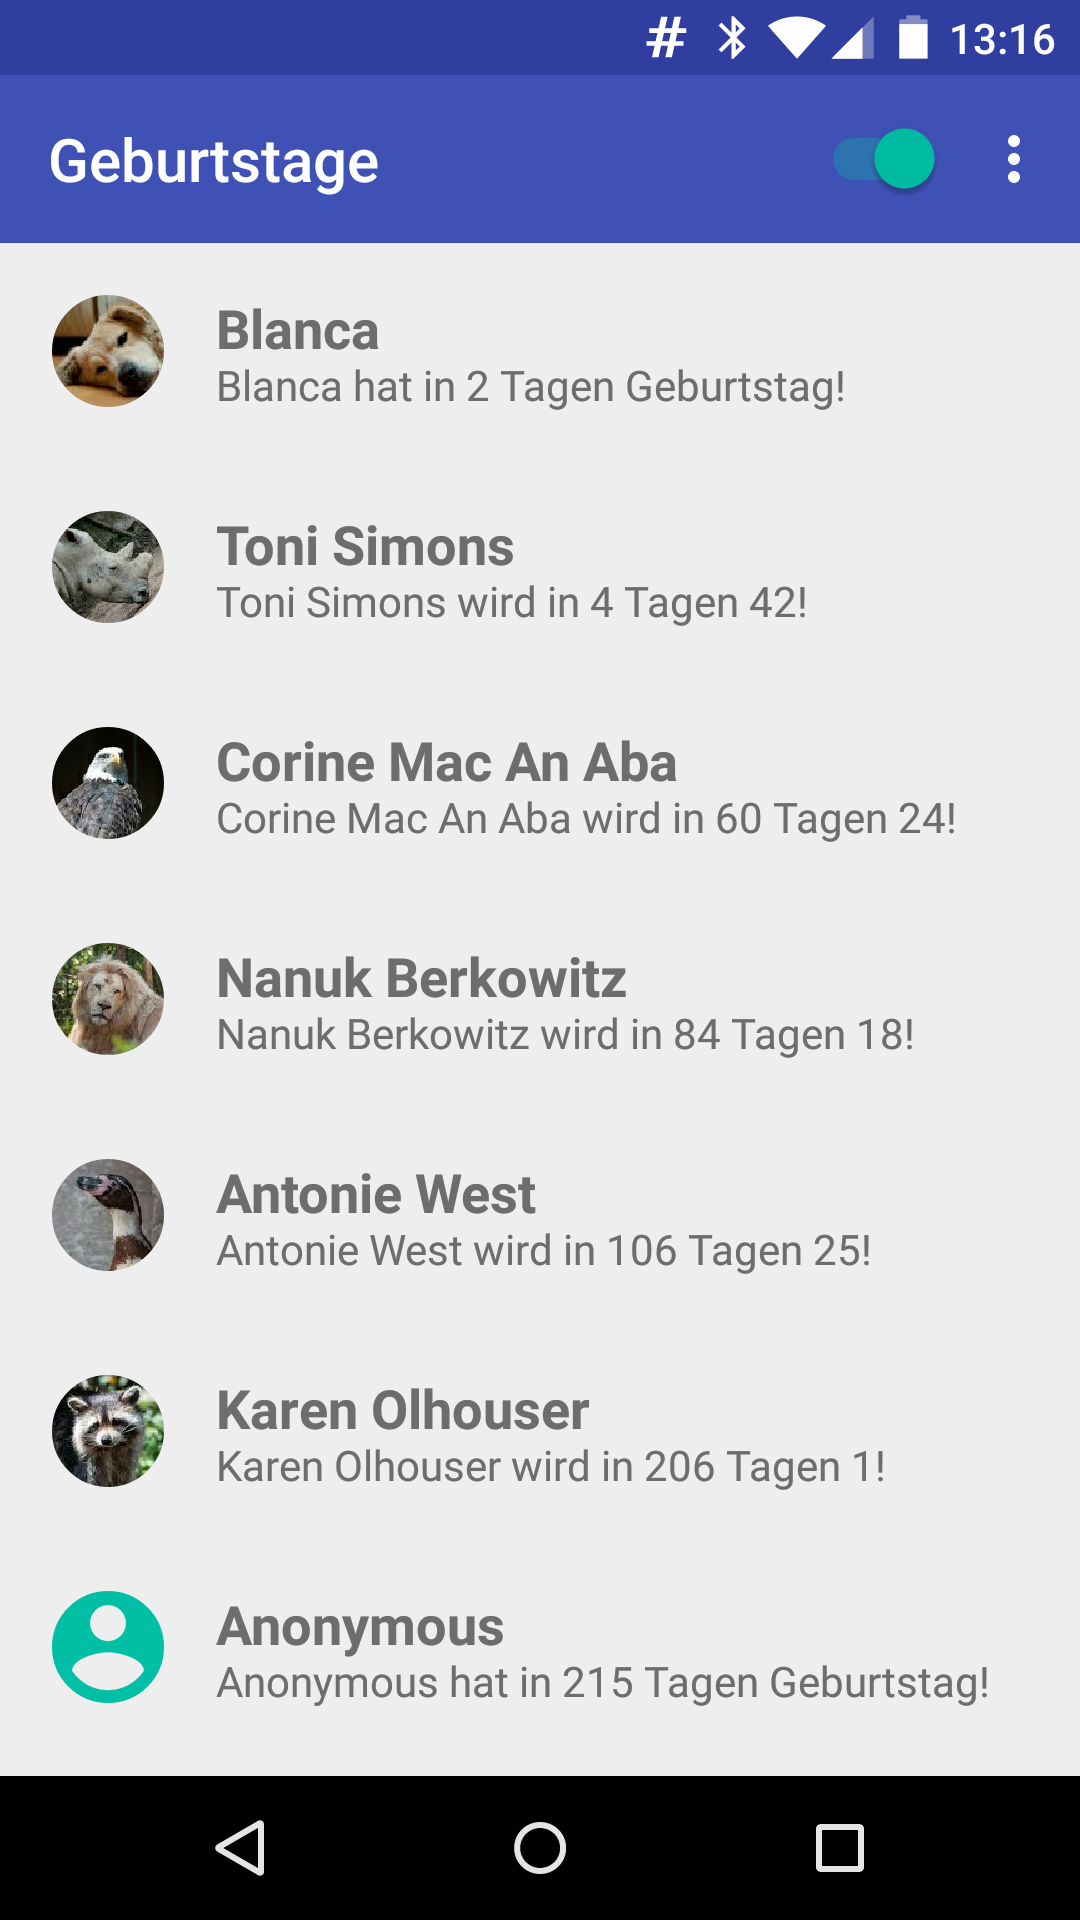 # 13:16
Geburtstage
Blanca
Blanca hat in 2 Tagen Geburtstag!
Toni Simons
Toni Simons wird in 4 Tagen 42!
Corine Mac An Aba
Corine Mac An Aba wird in 60 Tagen 24!
Nanuk Berkowitz
Nanuk Berkowitz wird in 84 Tagen 18!
Antonie West
Antonie West wird in 106 Tagen 25!
Karen Olhouser
Karen Olhouser wird in 206 Tagen 1!
Anonymous
Anonymous hat in 215 Tagen Geburtstag!